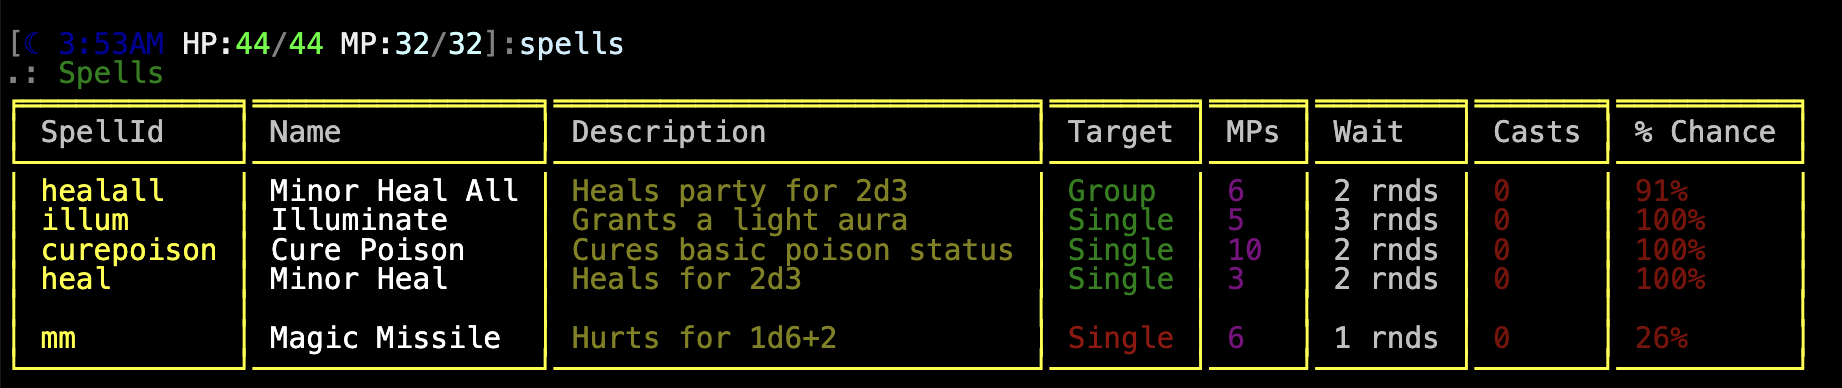 [☾ 3:53AM HP:44/44 MP:32/32]:spells
.: Spells
SpellId Name Description Target MPs Wait Casts % Chance
healall Minor Heal All Heals party for 2d3 Group 6 2 rnds 0 91%
illum Illuminate Grants a light aura Single 5 3 rnds 0 100%
curepoison Cure Poison Cures basic poison status Single 10 2 rnds 0 100%
heal Minor Heal Heals for 2d3 Single 3 2 rnds 0 100%
mm Magic Missile Hurts for 1d6+2 Single 6 1 rnds 0 26%